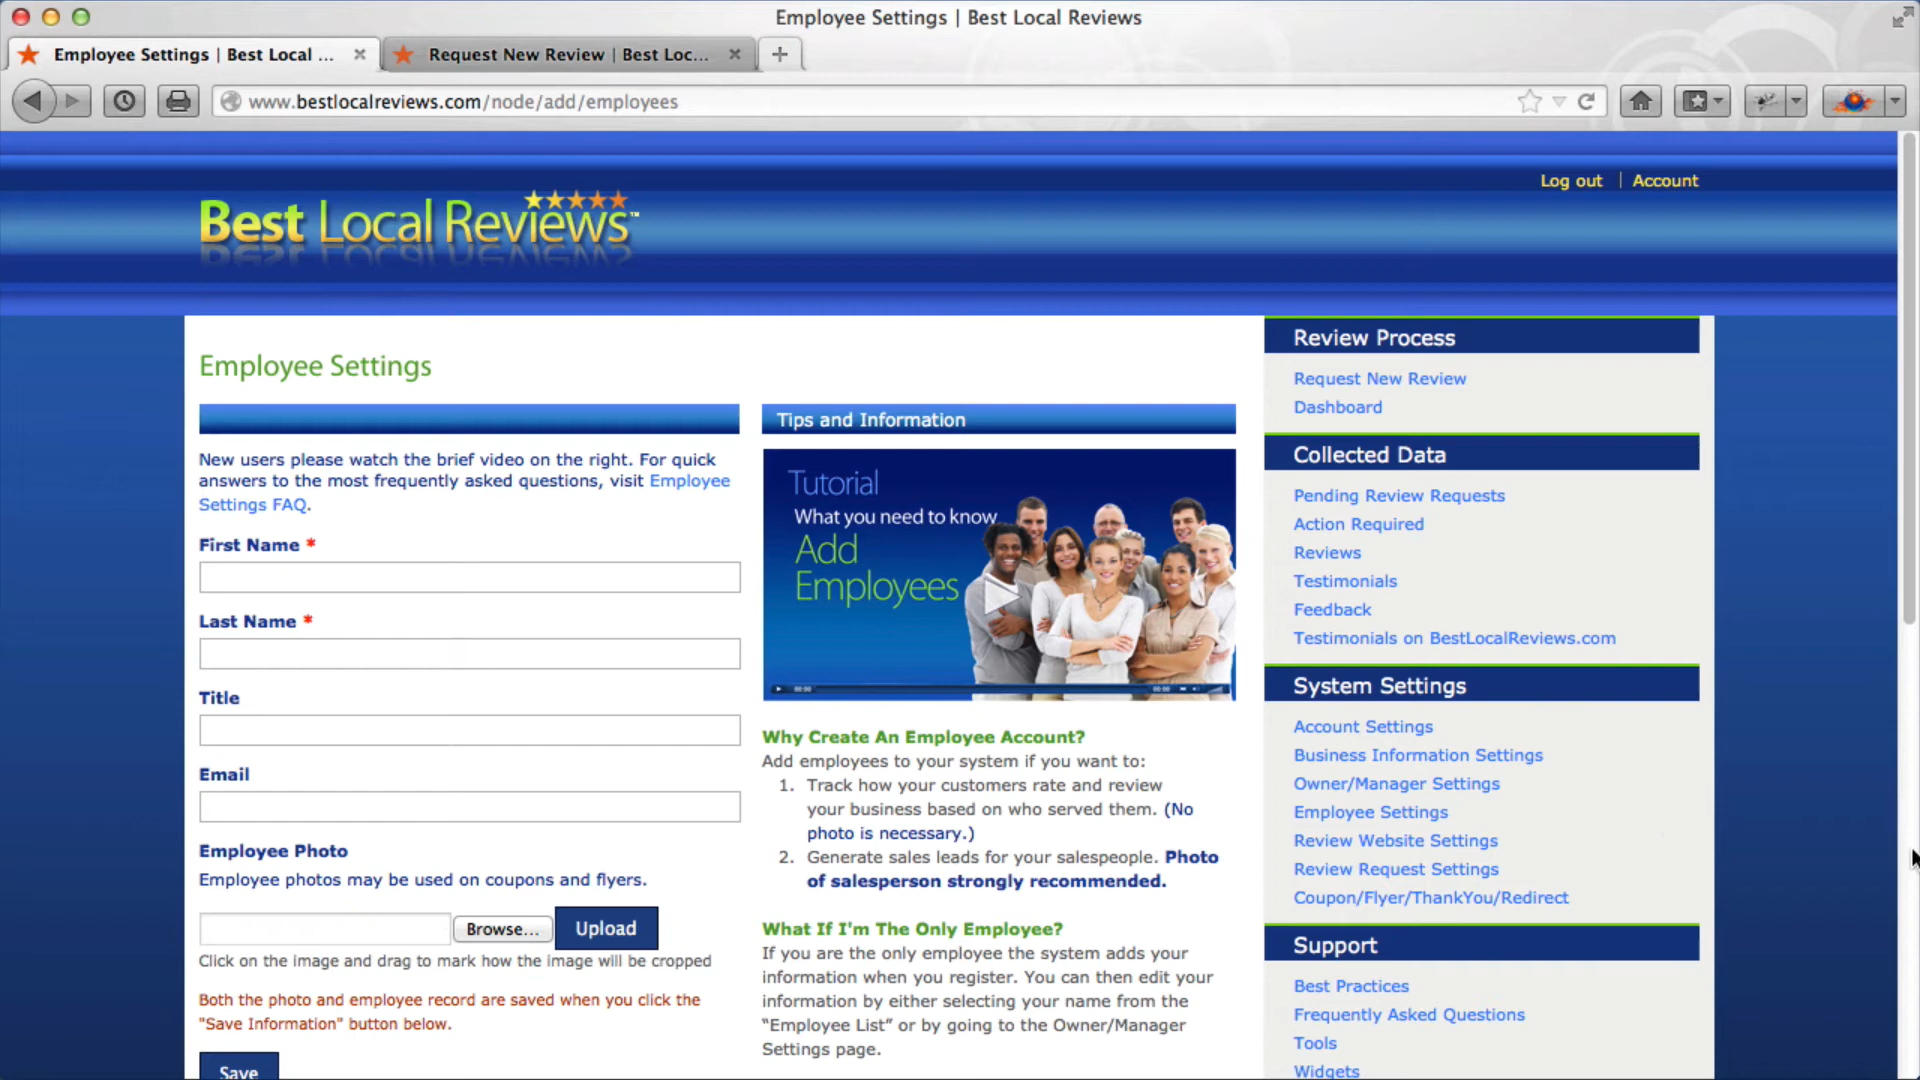 Employee Settings | Best Local Reviews
Employee Settings | Best Local ...
Request New Review | Best Loc...
www.bestlocalreviews.com/node/add/employees
Log out | Account
Best Local Reviews™
Employee Settings
New users please watch the brief video on the right. For quick
answers to the most frequently asked questions, visit Employee
Settings FAQ.
First Name *
Last Name *
Title
Email
Employee Photo
Employee photos may be used on coupons and flyers.
Browse...
Upload
Click on the image and drag to mark how the image will be cropped
Both the photo and employee record are saved when you click the
"Save Information" button below.
Save
Tips and Information
Tutorial
What you need to know
Add
Employees
00:00
00:00
Why Create An Employee Account?
Add employees to your system if you want to:
1. Track how your customers rate and review
your business based on who served them. (No
photo is necessary.)
2. Generate sales leads for your salespeople. Photo
of salesperson strongly recommended.
What If I'm The Only Employee?
If you are the only employee the system adds your
information when you register. You can then edit your
information by either selecting your name from the
“Employee List” or by going to the Owner/Manager
Settings page.
Review Process
Request New Review
Dashboard
Collected Data
Pending Review Requests
Action Required
Reviews
Testimonials
Feedback
Testimonials on BestLocalReviews.com
System Settings
Account Settings
Business Information Settings
Owner/Manager Settings
Employee Settings
Review Website Settings
Review Request Settings
Coupon/Flyer/ThankYou/Redirect
Support
Best Practices
Frequently Asked Questions
Tools
Widgets